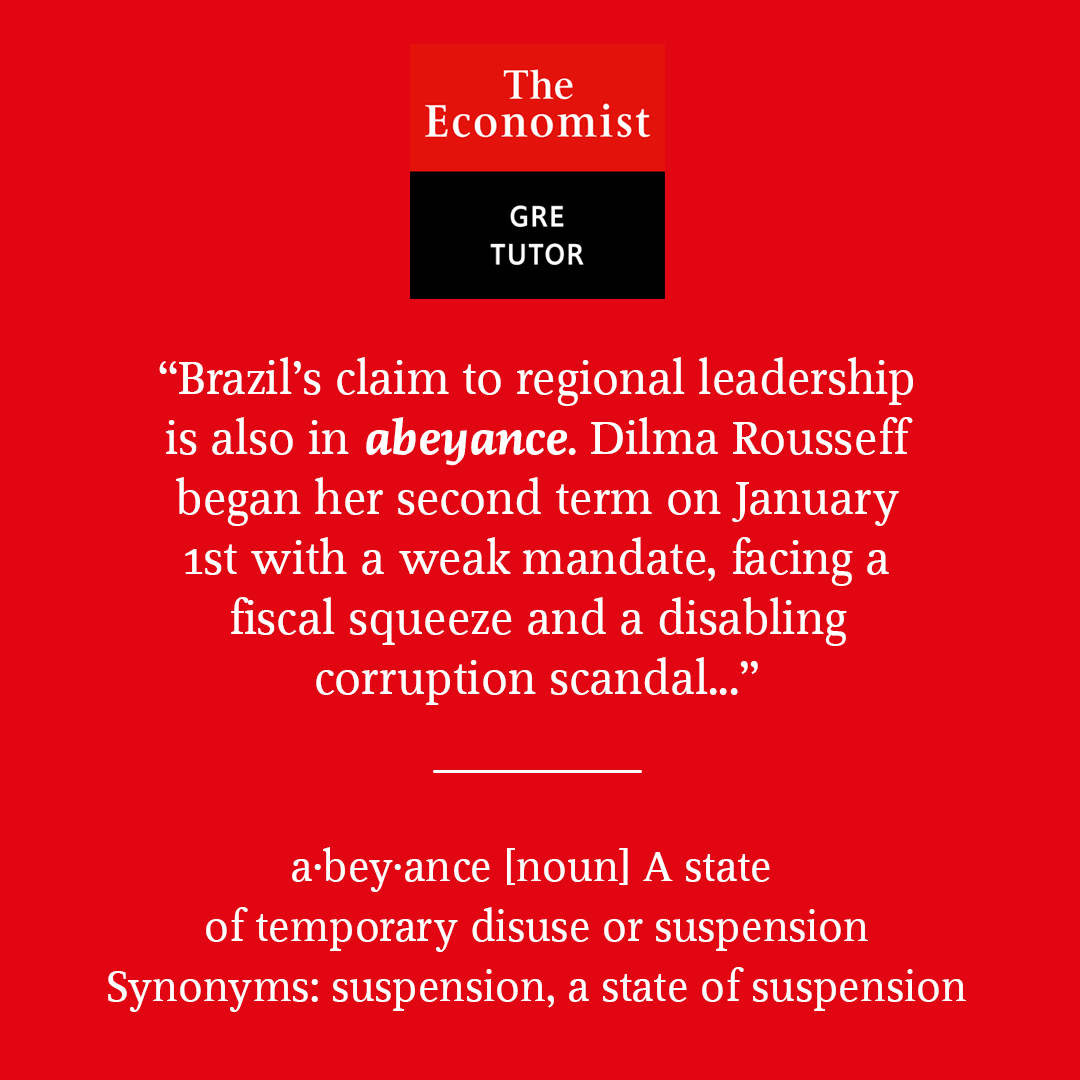 The
Economist
GRE
TUTOR
“Brazil’s claim to regional leadership
is also in abeyance. Dilma Rousseff
began her second term on January
1st with a weak mandate, facing a
fiscal squeeze and a disabling
corruption scandal...”
a·bey·ance [noun] A state
of temporary disuse or suspension
Synonyms: suspension, a state of suspension